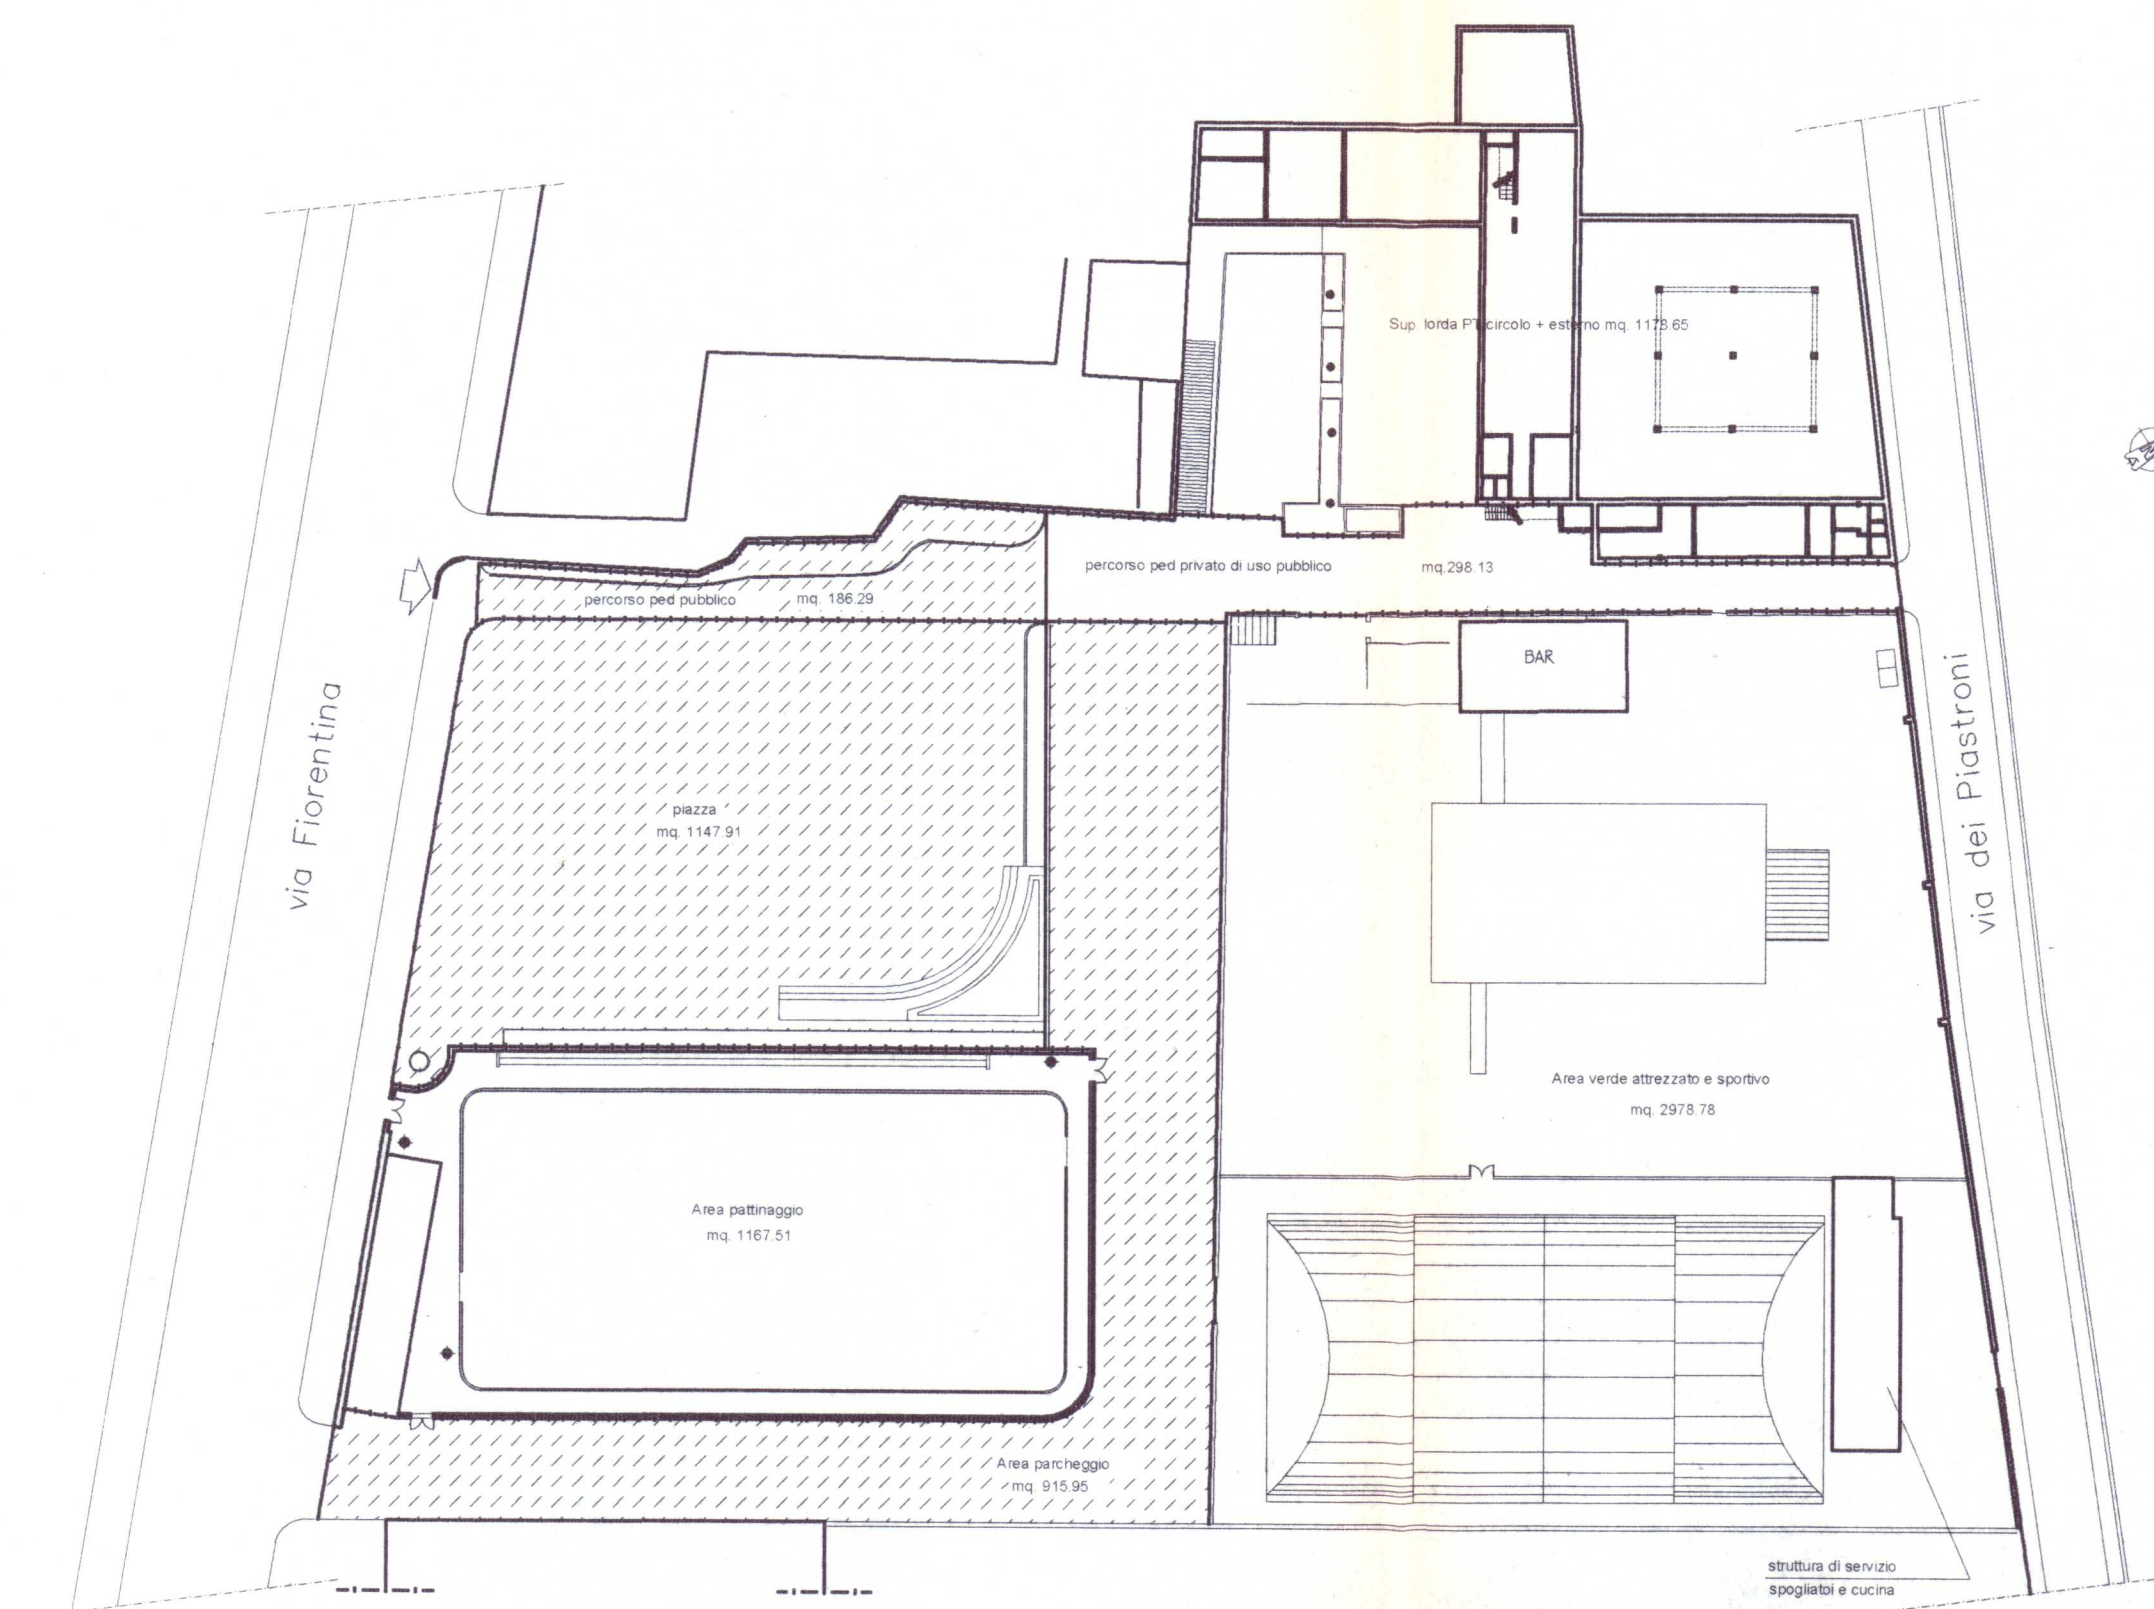 Sup. lorda PT circolo + esterno mq. 1178.65
percorso ped privato di uso pubblico mq.298.13
percorso ped pubblico mq. 186.29
BAR
via Fiorentina
via dei Piastroni
piazza
mq. 1147.91
Area verde attrezzato e sportivo
mq. 2978.78
Area pattinaggio
mq. 1167.51
Area parcheggio
mq. 915.95
struttura di servizio
spogliatoi e cucina